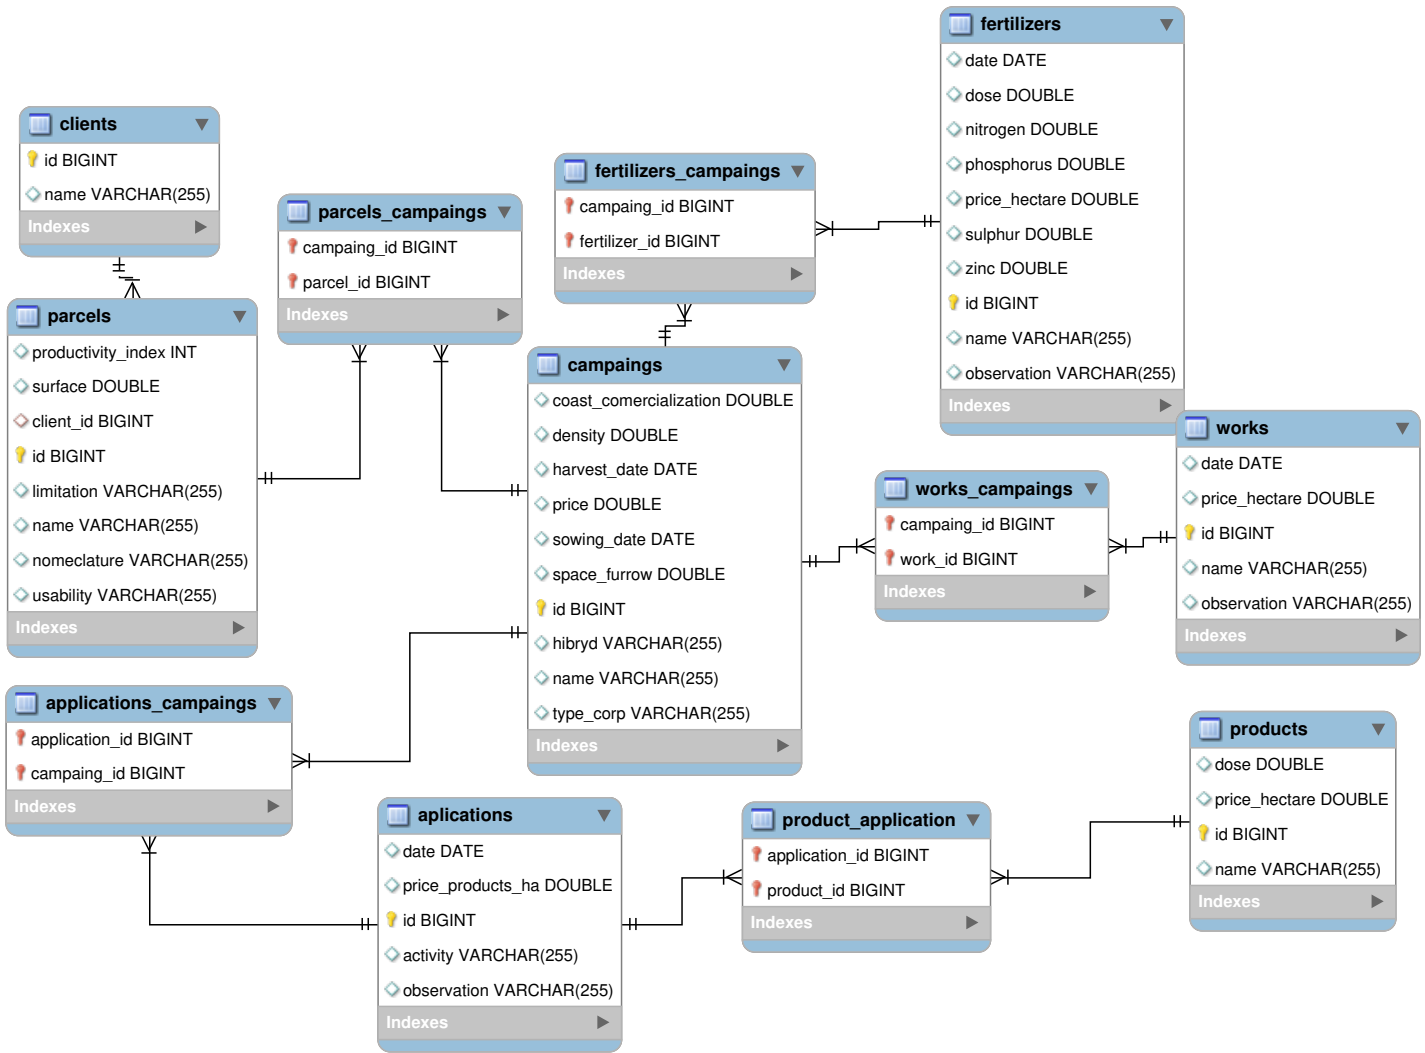 clients
id BIGINT
name VARCHAR(255)
Indexes
parcels
productivity_index INT
surface DOUBLE
client_id BIGINT
id BIGINT
limitation VARCHAR(255)
name VARCHAR(255)
nomeclature VARCHAR(255)
usability VARCHAR(255)
Indexes
parcels_campaings
campaing_id BIGINT
parcel_id BIGINT
Indexes
fertilizers_campaings
campaing_id BIGINT
fertilizer_id BIGINT
Indexes
fertilizers
date DATE
dose DOUBLE
nitrogen DOUBLE
phosphorus DOUBLE
price_hectare DOUBLE
sulphur DOUBLE
zinc DOUBLE
id BIGINT
name VARCHAR(255)
observation VARCHAR(255)
Indexes
campaings
coast_comercialization DOUBLE
density DOUBLE
harvest_date DATE
price DOUBLE
sowing_date DATE
space_furrow DOUBLE
id BIGINT
hibryd VARCHAR(255)
name VARCHAR(255)
type_corp VARCHAR(255)
Indexes
works_campaings
campaing_id BIGINT
work_id BIGINT
Indexes
works
date DATE
price_hectare DOUBLE
id BIGINT
name VARCHAR(255)
observation VARCHAR(255)
Indexes
applications_campaings
application_id BIGINT
campaing_id BIGINT
Indexes
aplications
date DATE
price_products_ha DOUBLE
id BIGINT
activity VARCHAR(255)
observation VARCHAR(255)
Indexes
product_application
application_id BIGINT
product_id BIGINT
Indexes
products
dose DOUBLE
price_hectare DOUBLE
id BIGINT
name VARCHAR(255)
Indexes